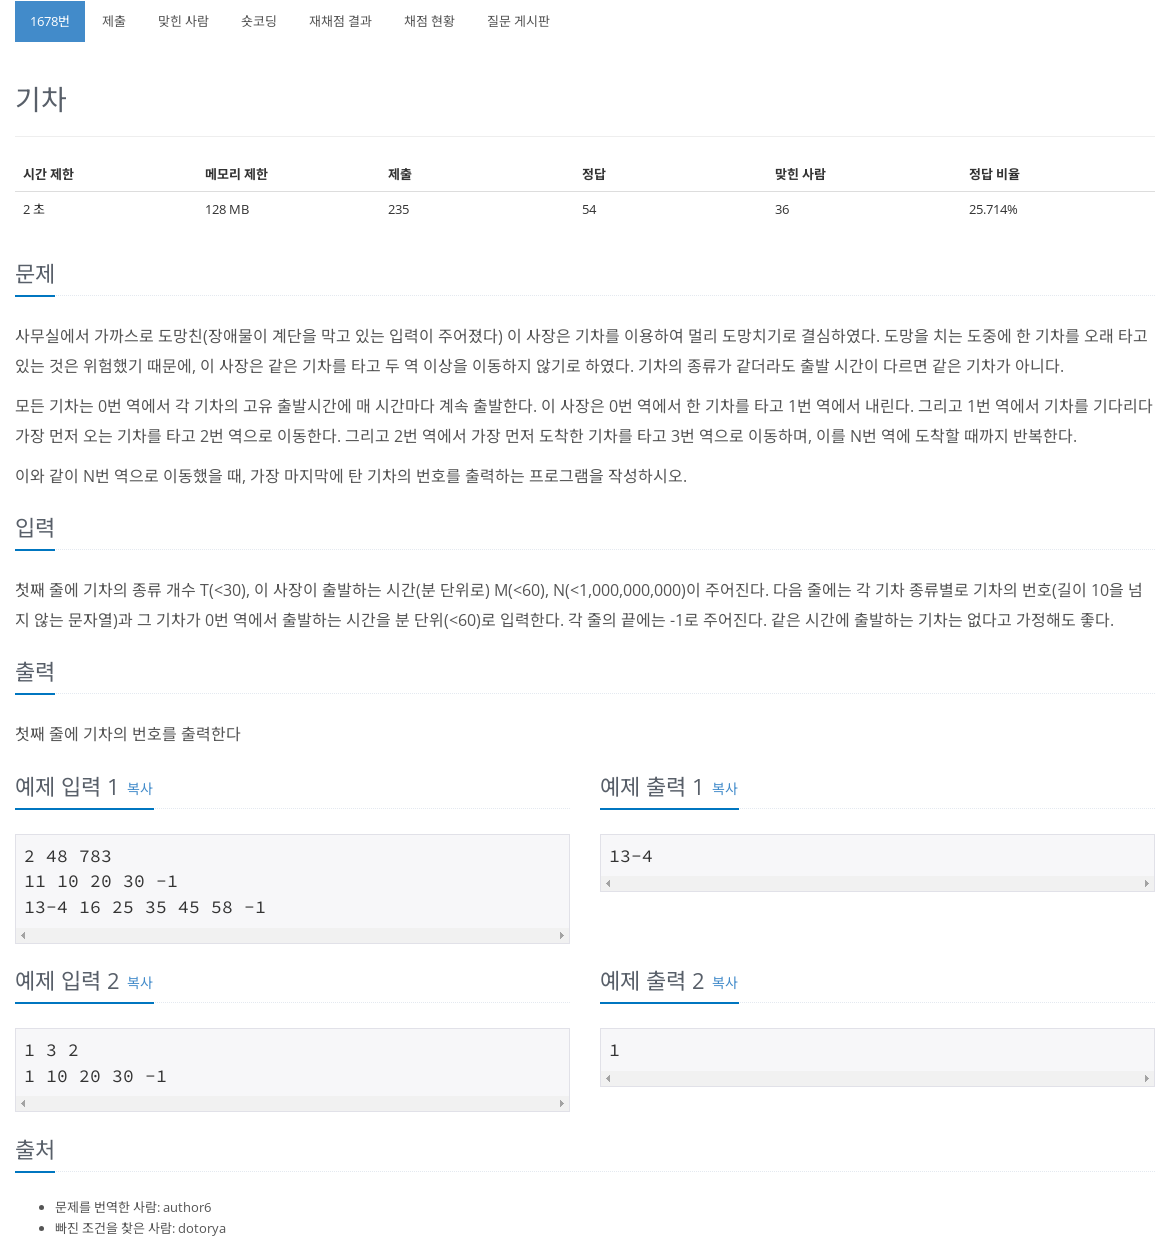 1678번 제출 맞힌 사람 숏코딩 재채점 결과 채점 현황 질문 게시판
기차
시간 제한 메모리 제한 제출 정답 맞힌 사람 정답 비율
2 초 128 MB 235 54 36 25.714%
문제
사무실에서 가까스로 도망친(장애물이 계단을 막고 있는 입력이 주어졌다) 이 사장은 기차를 이용하여 멀리 도망치기로 결심하였다. 도망을 치는 도중에 한 기차를 오래 타고
있는 것은 위험했기 때문에, 이 사장은 같은 기차를 타고 두 역 이상을 이동하지 않기로 하였다. 기차의 종류가 같더라도 출발 시간이 다르면 같은 기차가 아니다.
모든 기차는 0번 역에서 각 기차의 고유 출발시간에 매 시간마다 계속 출발한다. 이 사장은 0번 역에서 한 기차를 타고 1번 역에서 내린다. 그리고 1번 역에서 기차를 기다리다
가장 먼저 오는 기차를 타고 2번 역으로 이동한다. 그리고 2번 역에서 가장 먼저 도착한 기차를 타고 3번 역으로 이동하며, 이를 N번 역에 도착할 때까지 반복한다.
이와 같이 N번 역으로 이동했을 때, 가장 마지막에 탄 기차의 번호를 출력하는 프로그램을 작성하시오.
입력
첫째 줄에 기차의 종류 개수 T(<30), 이 사장이 출발하는 시간(분 단위로) M(<60), N(<1,000,000,000)이 주어진다. 다음 줄에는 각 기차 종류별로 기차의 번호(길이 10을 넘
지 않는 문자열)과 그 기차가 0번 역에서 출발하는 시간을 분 단위(<60)로 입력한다. 각 줄의 끝에는 -1로 주어진다. 같은 시간에 출발하는 기차는 없다고 가정해도 좋다.
출력
첫째 줄에 기차의 번호를 출력한다
예제 입력 1 복사
2 48 783
11 10 20 30 -1
13-4 16 25 35 45 58 -1
예제 출력 1 복사
13-4
예제 입력 2 복사
1 3 2
1 10 20 30 -1
예제 출력 2 복사
1
출처
문제를 번역한 사람: author6
빠진 조건을 찾은 사람: dotorya